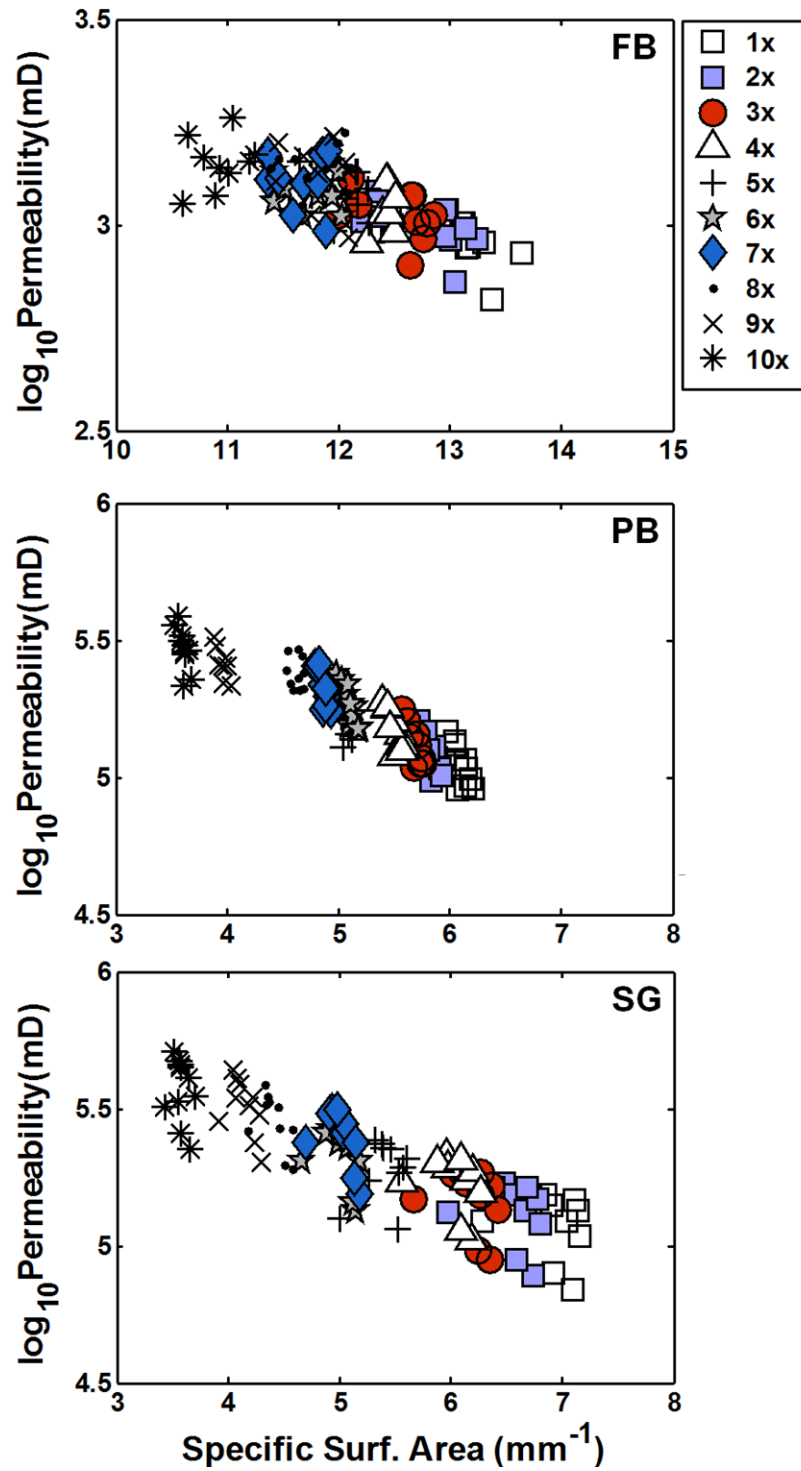 FB
3.5
3
2.5
log10Permeability(mD)
10 11 12 13 14 15
1x
2x
3x
4x
5x
6x
7x
8x
9x
10x
PB
6
5.5
5
4.5
log10Permeability(mD)
3 4 5 6 7 8
SG
6
5.5
5
4.5
log10Permeability(mD)
3 4 5 6 7 8
Specific Surf. Area (mm-1)